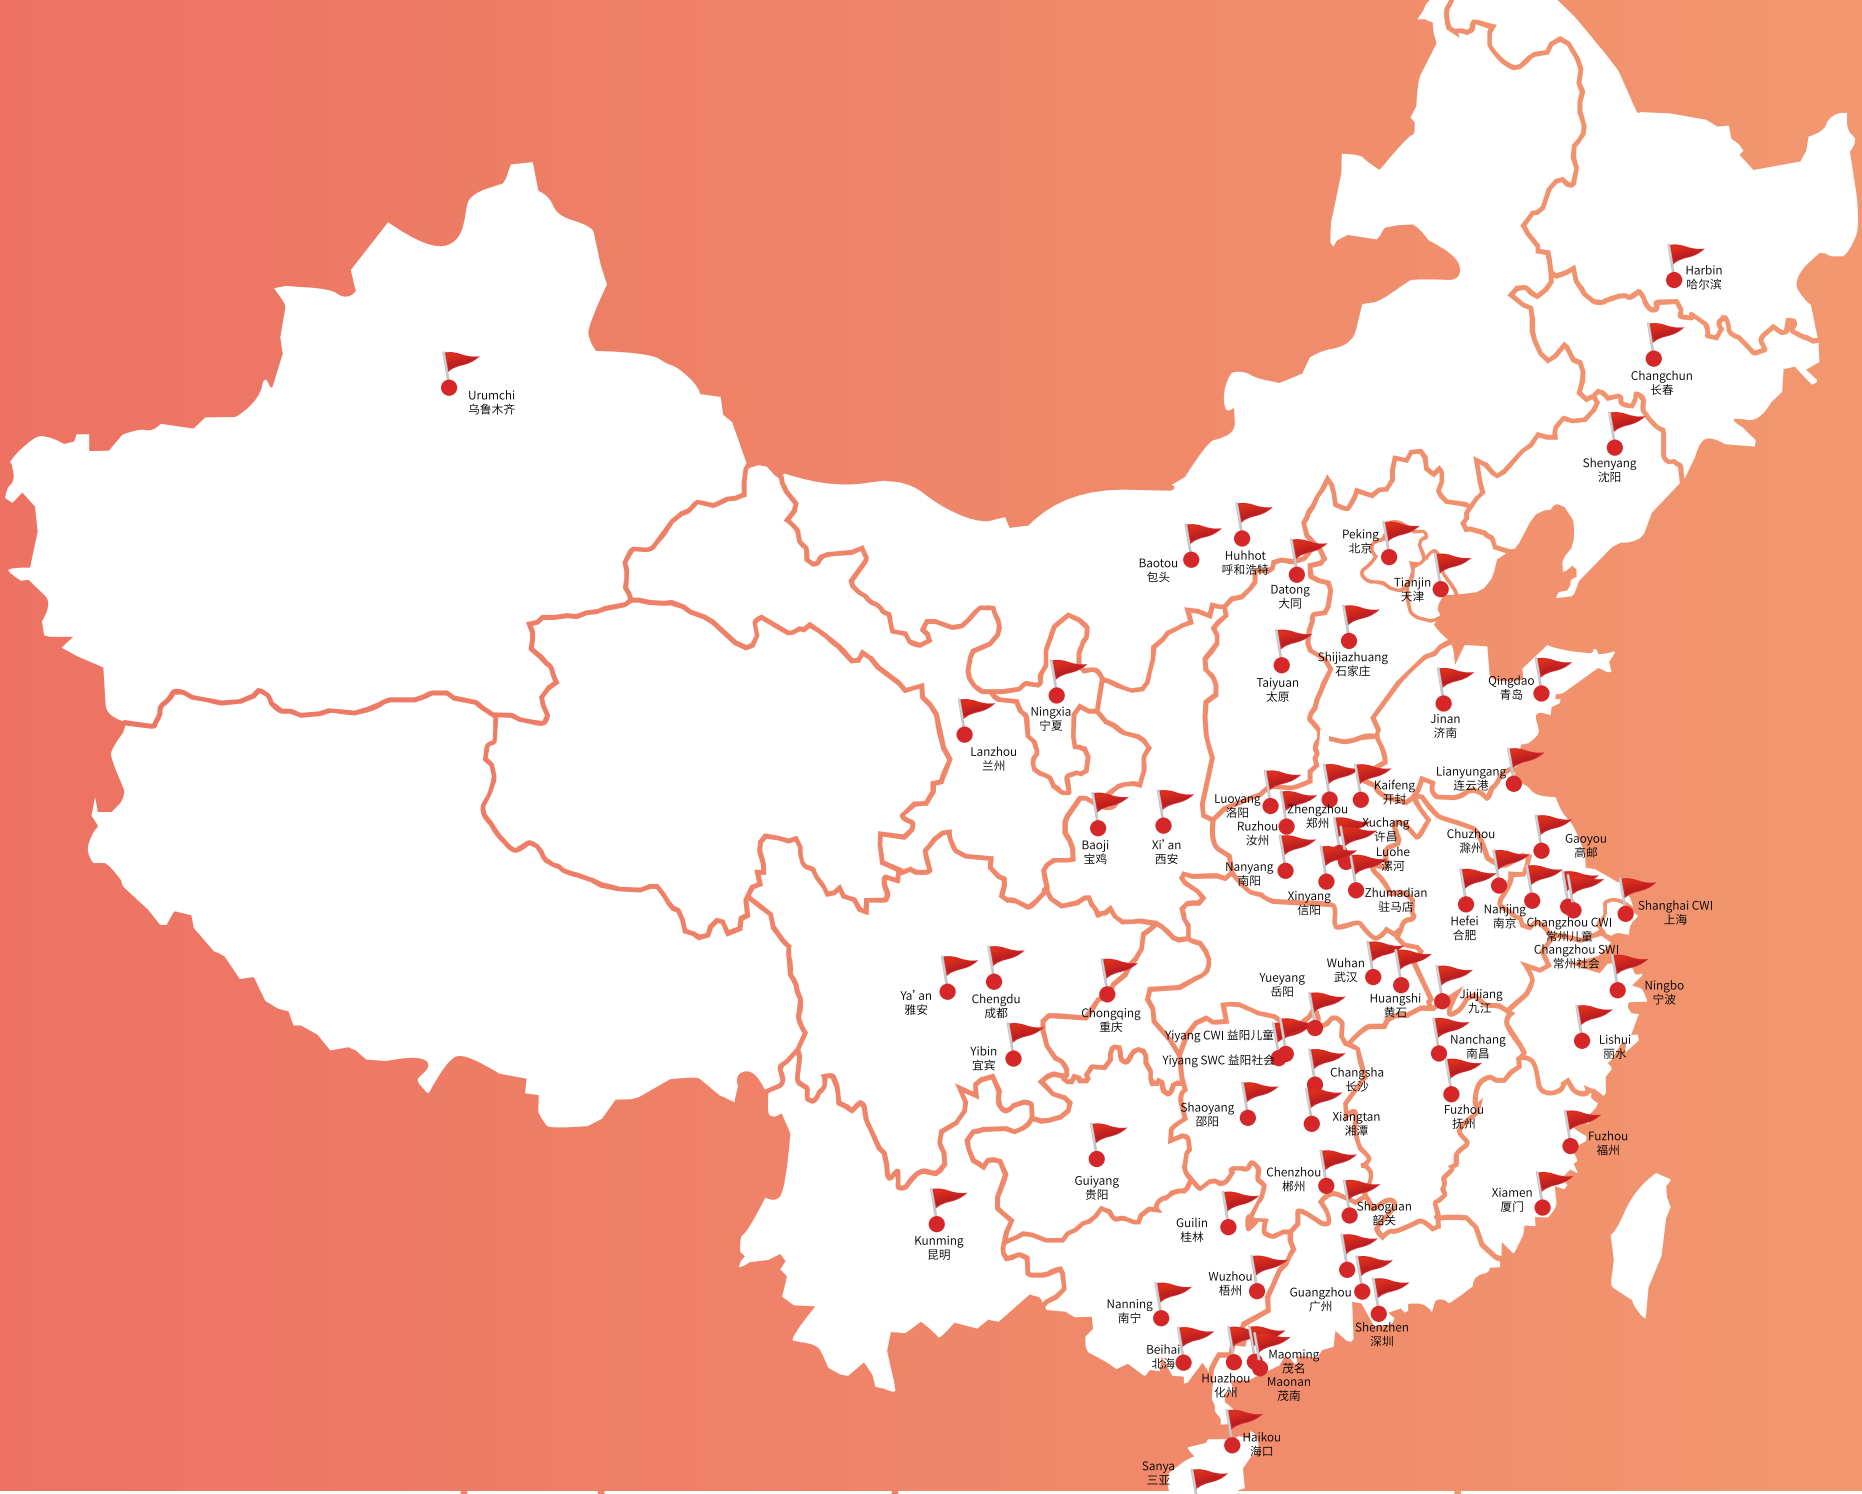 Harbin
哈尔滨
Changchun
长春
Urumchi
乌鲁木齐
Shenyang
沈阳
Peking
北京
Huhhot
呼和浩特
Baotou
包头
Datong
大同
Tianjin
天津
Shijiazhuang
石家庄
Taiyuan
太原
Qingdao
青岛
Ningxia
宁夏
Jinan
济南
Lanzhou
兰州
Lianyungang
连云港
Kaifeng
开封
Luoyang
洛阳
Zhengzhou
郑州
Xuchang
许昌
Ruzhou
汝州
Chuzhou
滁州
Gaoyou
高邮
Baoji
宝鸡
Xi' an
西安
Luohe
漯河
Nanyang
南阳
Xinyang
信阳
Zhumadian
驻马店
Hefei
合肥
Nanjing
南京
Shanghai CWI
上海
Changzhou CWI
常州儿童
Changzhou SWI
常州社会
Wuhan
武汉
Yueyang
岳阳
Ningbo
宁波
Ya' an
雅安
Chengdu
成都
Huangshi
黄石
Jiujiang
九江
Chongqing
重庆
Yiyang CWI 益阳儿童
Nanchang
南昌
Lishui
丽水
Yibin
宜宾
Yiyang SWC 益阳社会
Changsha
长沙
Shaoyang
邵阳
Xiangtan
湘潭
Fuzhou
抚州
Fuzhou
福州
Chenzhou
郴州
Guiyang
贵阳
Xiamen
厦门
Shaoguan
韶关
Guilin
桂林
Kunming
昆明
Wuzhou
梧州
Guangzhou
广州
Nanning
南宁
Shenzhen
深圳
Beihai
北海
Maoming
茂名
Huazhou
化州
Maonan
茂南
Haikou
海口
Sanya
三亚